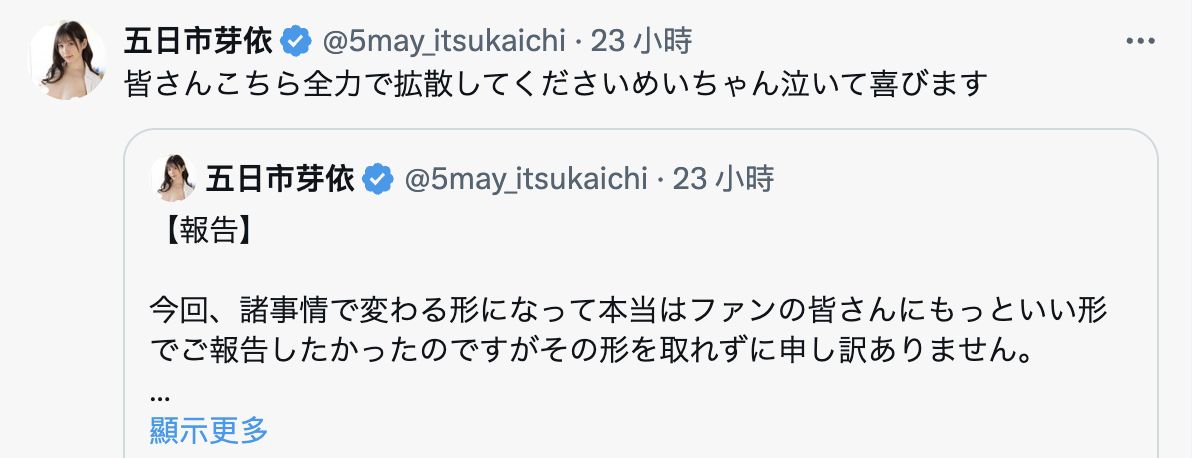 五日市芽依 @5may_itsukaichi · 23 小時
皆さんこちら全力で拡散してくださいめいちゃん泣いて喜びます
五日市芽依 @5may_itsukaichi · 23 小時
【報告】
今回、諸事情で変わる形になって本当はファンの皆さんにもっといい形
でご報告したかったのですがその形を取れずに申し訳ありません。
...
顯示更多